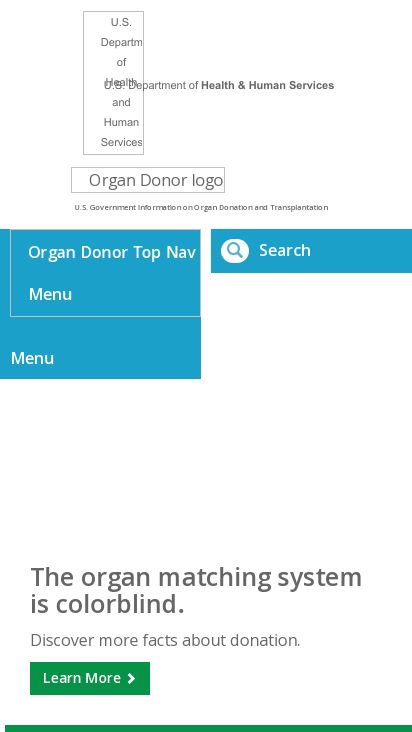 U.S.
Departm
of
Health
and
Human
Services
U.S. Department of Health & Human Services
Organ Donor logo
U.S. Government Information on Organ Donation and Transplantation
Organ Donor Top Nav
Menu
Search
Menu
The organ matching system
is colorblind.
Discover more facts about donation.
Learn More